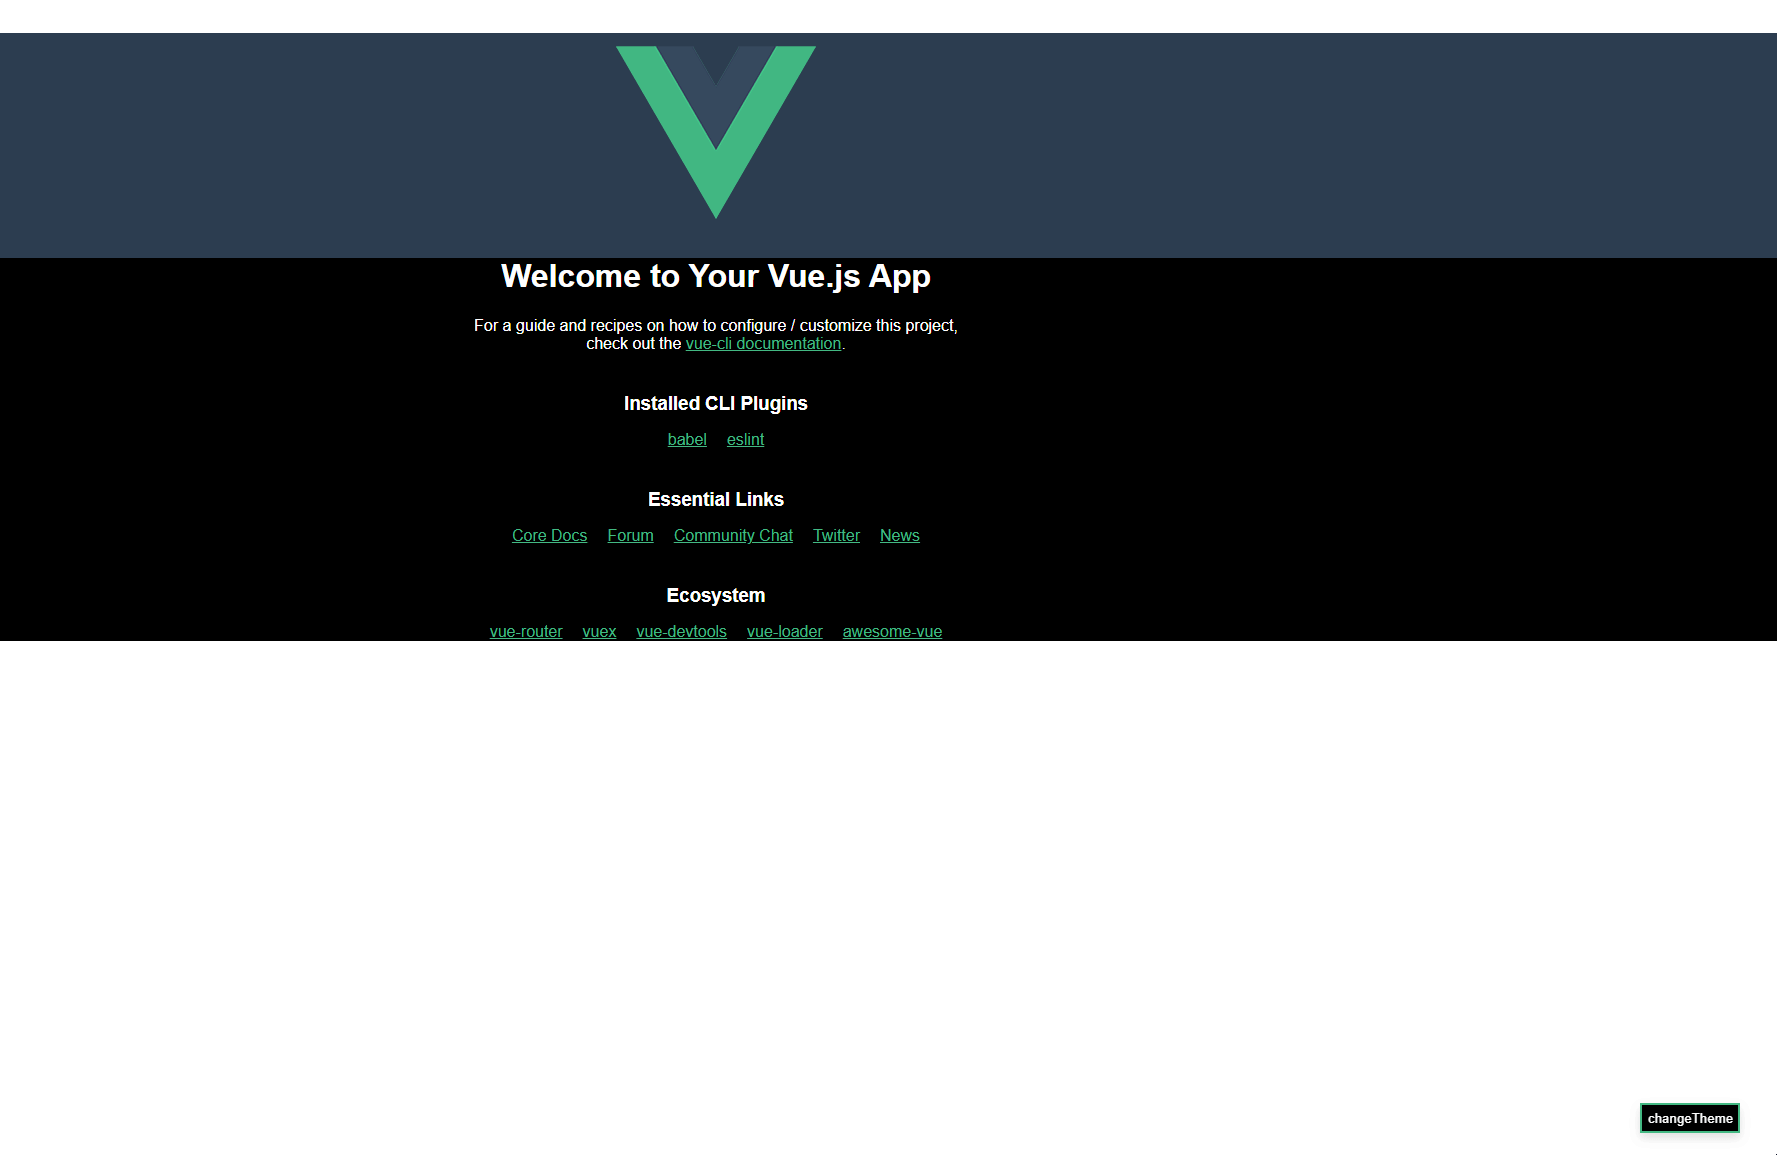 Welcome to Your Vue.js App
For a guide and recipes on how to configure / customize this project,
check out the vue-cli documentation.
Installed CLI Plugins
babel eslint
Essential Links
Core Docs Forum Community Chat Twitter News
Ecosystem
vue-router vuex vue-devtools vue-loader awesome-vue
changeTheme